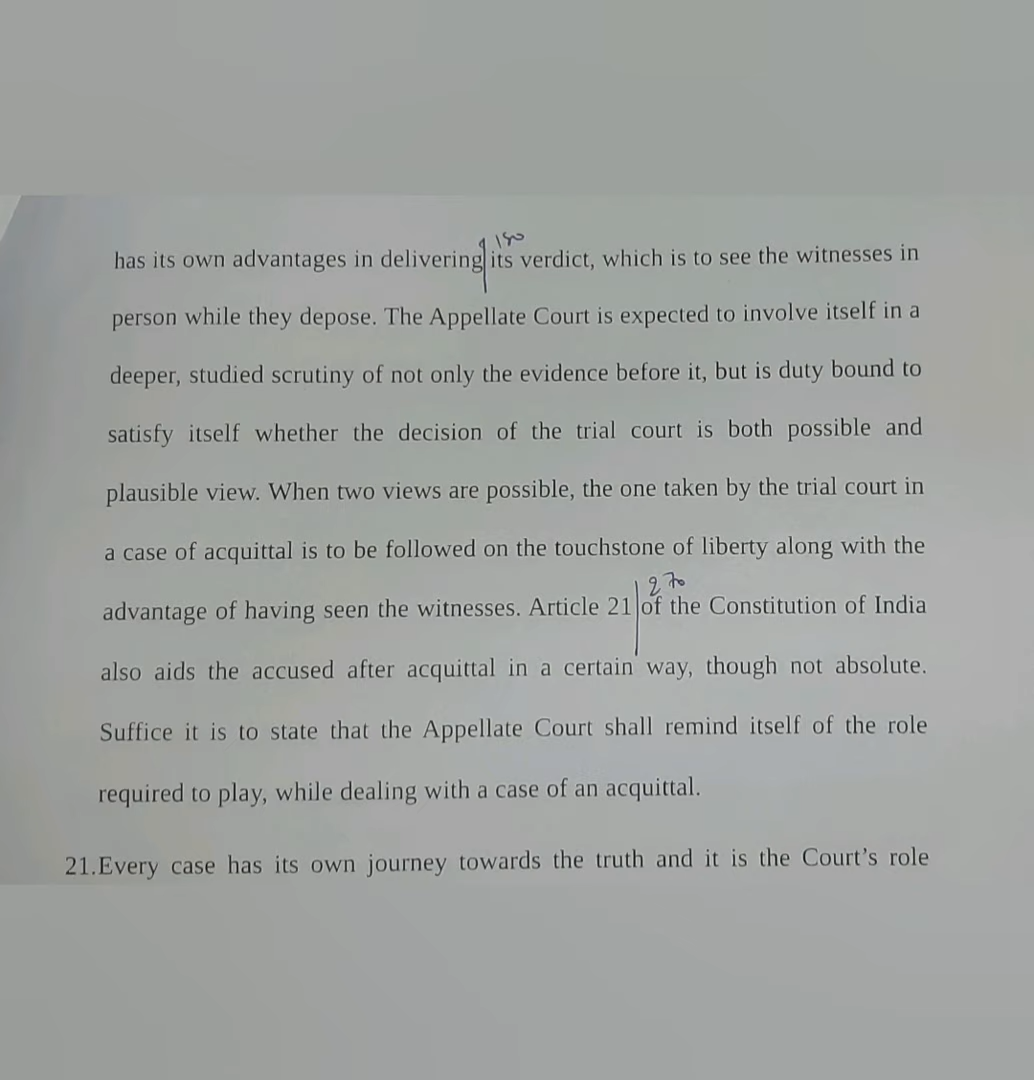 180
has its own advantages in delivering its verdict, which is to see the witnesses in
person while they depose. The Appellate Court is expected to involve itself in a
deeper, studied scrutiny of not only the evidence before it, but is duty bound to
satisfy itself whether the decision of the trial court is both possible and
plausible view. When two views are possible, the one taken by the trial court in
a case of acquittal is to be followed on the touchstone of liberty along with the
270
advantage of having seen the witnesses. Article 21 of the Constitution of India
also aids the accused after acquittal in a certain way, though not absolute.
Suffice it is to state that the Appellate Court shall remind itself of the role
required to play, while dealing with a case of an acquittal.
21.Every case has its own journey towards the truth and it is the Court’s role